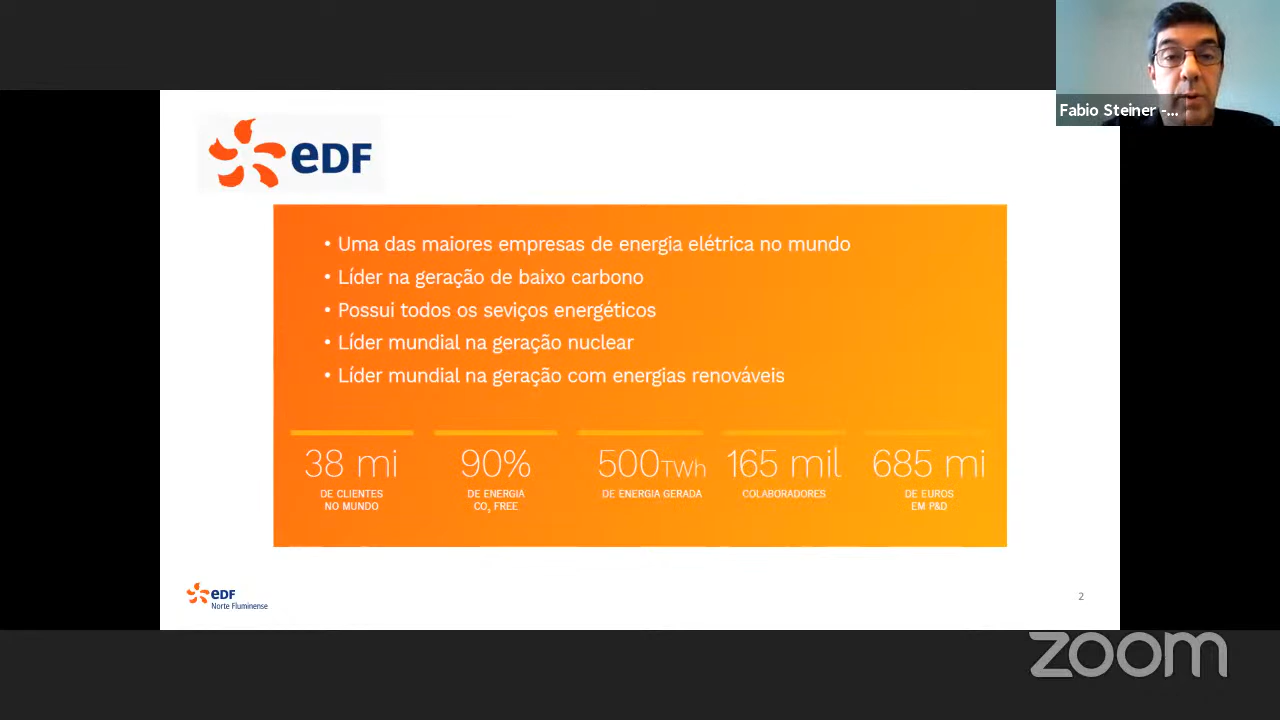 Fabio Steiner -...
eDF
• Uma das maiores empresas de energia elétrica no mundo
• Líder na geração de baixo carbono
• Possui todos os seviços energéticos
• Líder mundial na geração nuclear
• Líder mundial na geração com energias renováveis
38 mi
DE CLIENTES
NO MUNDO
90%
DE ENERGIA
CO₂ FREE
500TWh
DE ENERGIA GERADA
165 mil
COLABORADORES
685 mi
DE EUROS
EM P&D
eDF
Norte Fluminense
2
zoom